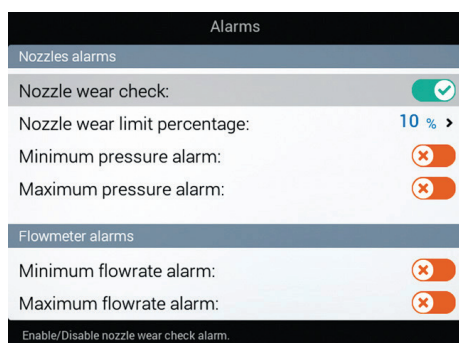 Alarms
Nozzles alarms
Nozzle wear check:
Nozzle wear limit percentage: 10 %
Minimum pressure alarm:
Maximum pressure alarm:
Flowmeter alarms
Minimum flowrate alarm:
Maximum flowrate alarm:
Enable/Disable nozzle wear check alarm.